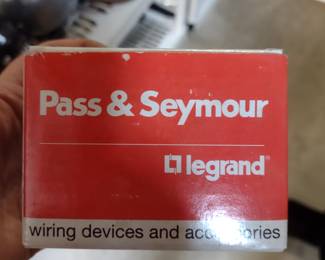 Pass & Seymour
legrand®
wiring devices and accessories